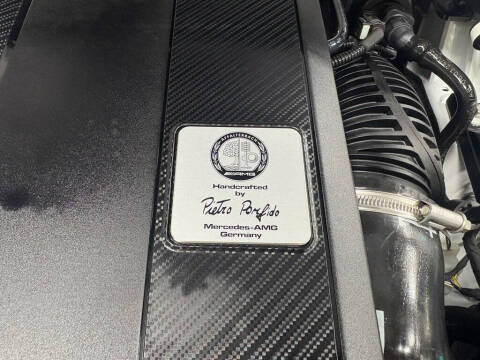 AFFALTERBACH
AMG
Handcrafted
by
Pietro Porfido
Mercedes-AMG
Germany